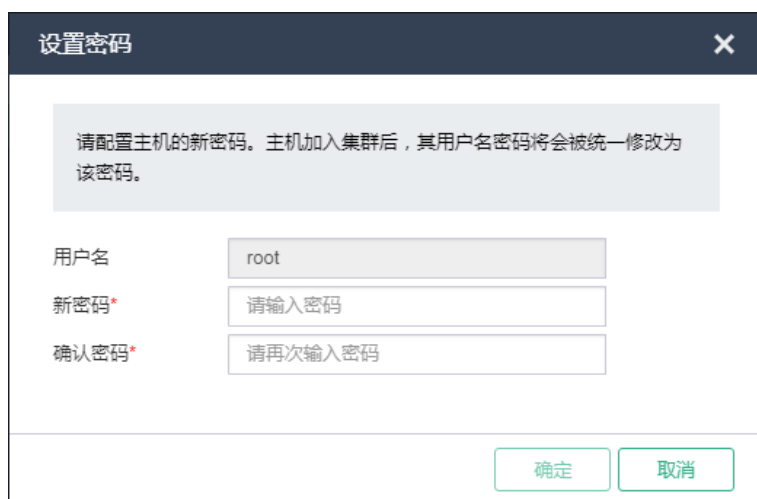 设置密码
请配置主机的新密码。主机加入集群后，其用户名密码将会被统一修改为
该密码。
用户名 root
新密码* 请输入密码
确认密码* 请再次输入密码
确定 取消